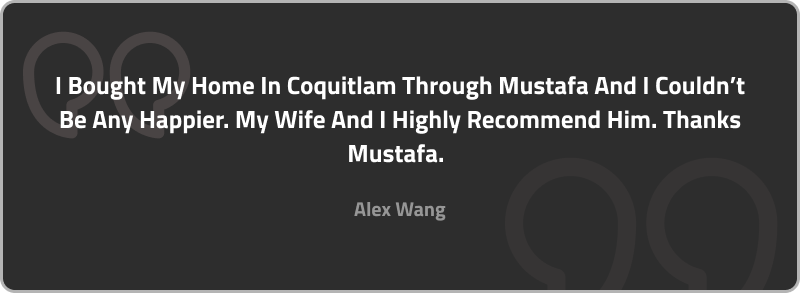 I Bought My Home In Coquitlam Through Mustafa And I Couldn’t
Be Any Happier. My Wife And I Highly Recommend Him. Thanks
Mustafa.
Alex Wang